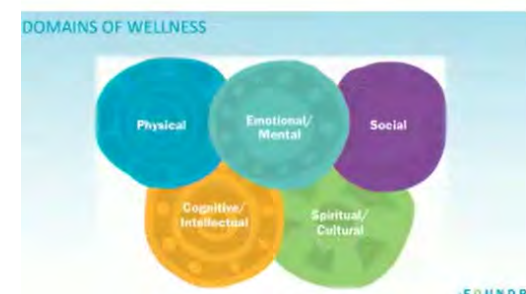 DOMAINS OF WELLNESS
Physical
Emotional/
Mental
Social
Cognitive/
Intellectual
Spiritual/
Cultural